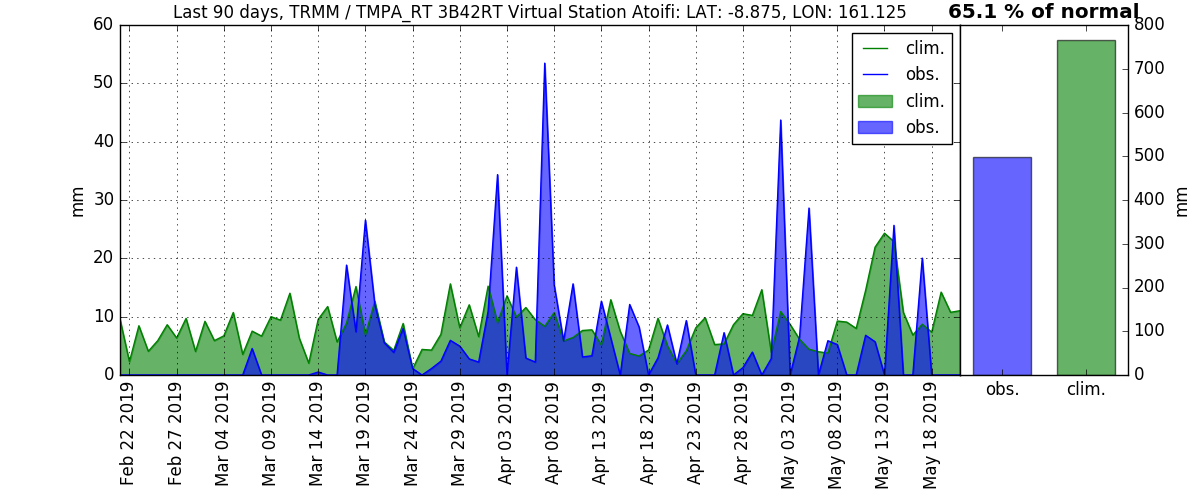 Last 90 days, TRMM / TMPA_RT 3B42RT Virtual Station Atoifi: LAT: -8.875, LON: 161.125
65.1 % of normal
60
50
40
30
20
10
0
mm
clim.
obs.
clim.
obs.
Feb 22 2019
Feb 27 2019
Mar 04 2019
Mar 09 2019
Mar 14 2019
Mar 19 2019
Mar 24 2019
Mar 29 2019
Apr 03 2019
Apr 08 2019
Apr 13 2019
Apr 18 2019
Apr 23 2019
Apr 28 2019
May 03 2019
May 08 2019
May 13 2019
May 18 2019
800
700
600
500
400
300
200
100
0
mm
obs.
clim.